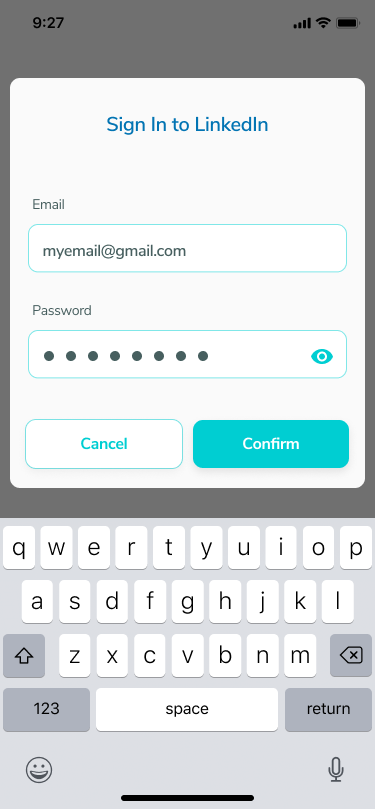 9:27
Sign In to LinkedIn
Email
myemail@gmail.com
Password
Cancel
Confirm
q w e r t y u i o p
a s d f g h j k l
z x c v b n m
123 space return